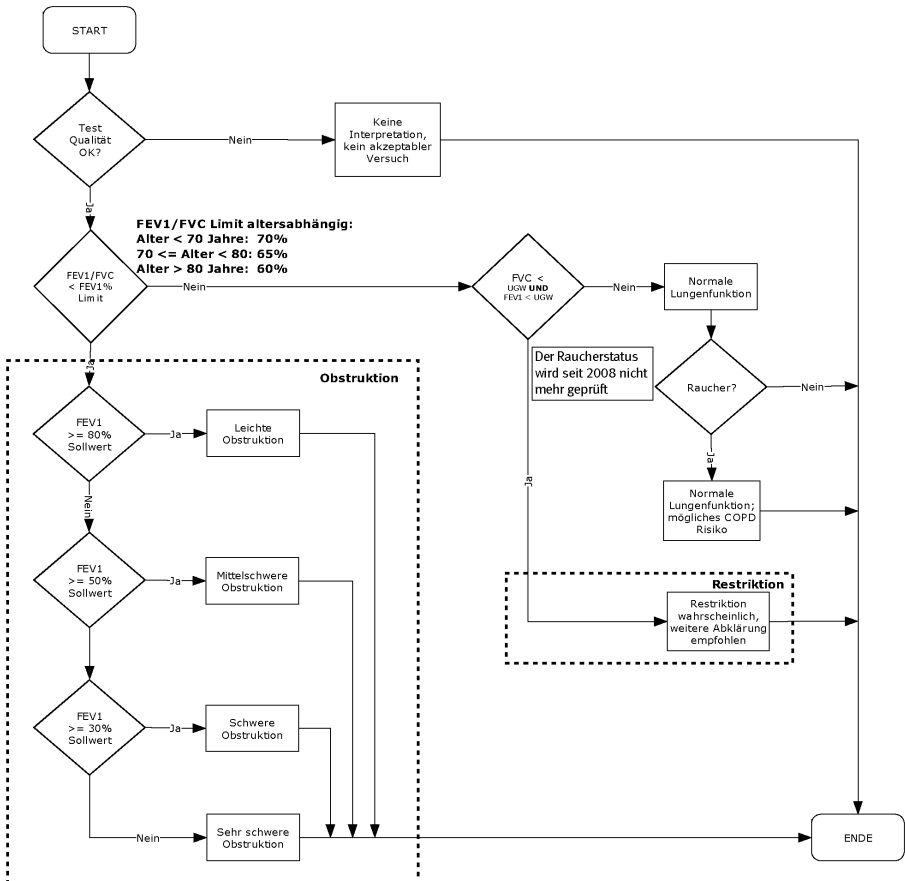 START
Test
Qualität
OK?
Nein
Keine
Interpretation,
kein akzeptabler
Versuch
Ja
FEV1/FVC Limit altersabhängig:
Alter < 70 Jahre: 70%
70 <= Alter < 80: 65%
Alter > 80 Jahre: 60%
FEV1/FVC
< FEV1%
Limit
Nein
FVC <
UGW UND
FEV1 < UGW
Nein
Normale
Lungenfunktion
Der Raucherstatus
wird seit 2008 nicht
mehr geprüft
Raucher?
Nein
Ja
Normale
Lungenfunktion;
mögliches COPD
Risiko
Ja
Restriktion
Restriktion
wahrscheinlich,
weitere Abklärung
empfohlen
Ja
Obstruktion
FEV1
>= 80%
Sollwert
Ja
Leichte
Obstruktion
Nein
FEV1
>= 50%
Sollwert
Ja
Mittelschwere
Obstruktion
FEV1
>= 30%
Sollwert
Ja
Schwere
Obstruktion
Nein
Sehr schwere
Obstruktion
ENDE